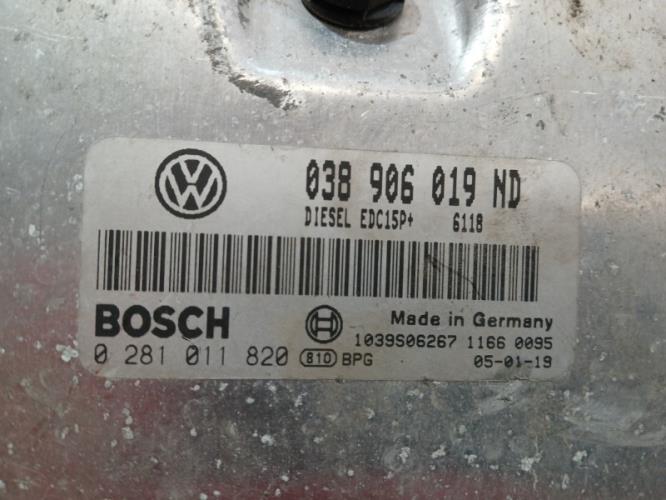 038 906 019 ND
DIESEL EDC15P+ 6118
BOSCH
Made in Germany
1039S06267 1166 0095
0 281 011 820 810 BPG 05-01-19